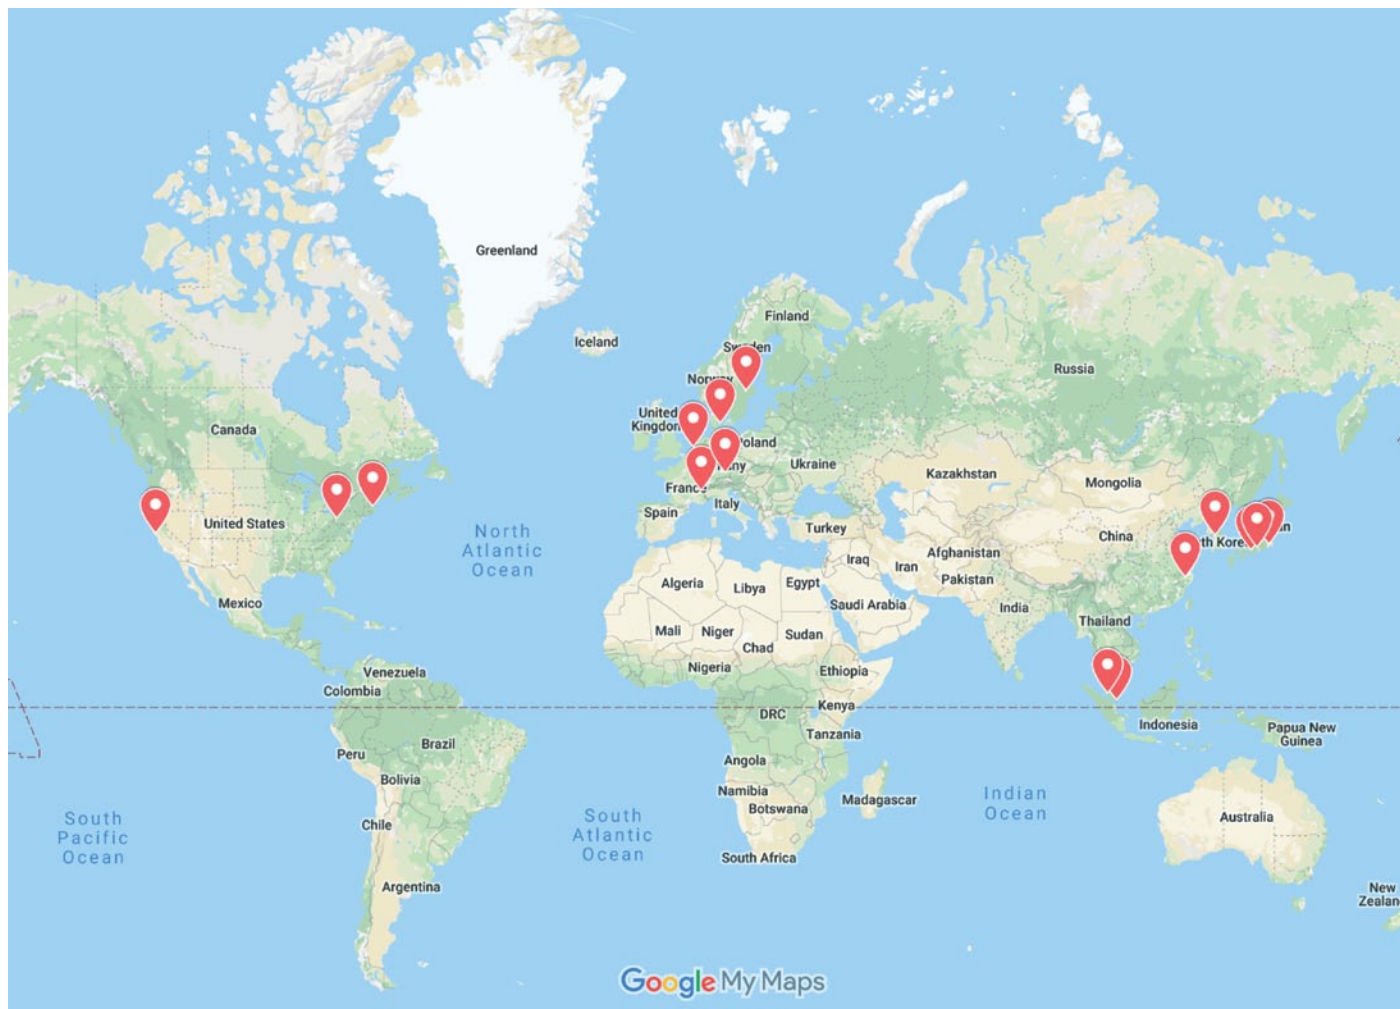 Greenland
Iceland
Finland
Sweden
Norway
Russia
United
Kingdom
Canada
Poland
Ukraine
Kazakhstan
Mongolia
France
Italy
Spain
United States
North
Atlantic
Ocean
Turkey
China
Iraq
Iran
Afghanistan
Pakistan
Algeria
Libya
Egypt
Saudi Arabia
India
Mexico
Thailand
Mali
Niger
Chad
Sudan
Nigeria
Ethiopia
Venezuela
Colombia
DRC
Kenya
Tanzania
Indonesia
Papua New
Guinea
Peru
Brazil
Bolivia
Angola
Namibia
Botswana
Madagascar
Indian
Ocean
South
Pacific
Ocean
South
Atlantic
Ocean
Chile
Australia
South Africa
Argentina
New
Google My Maps